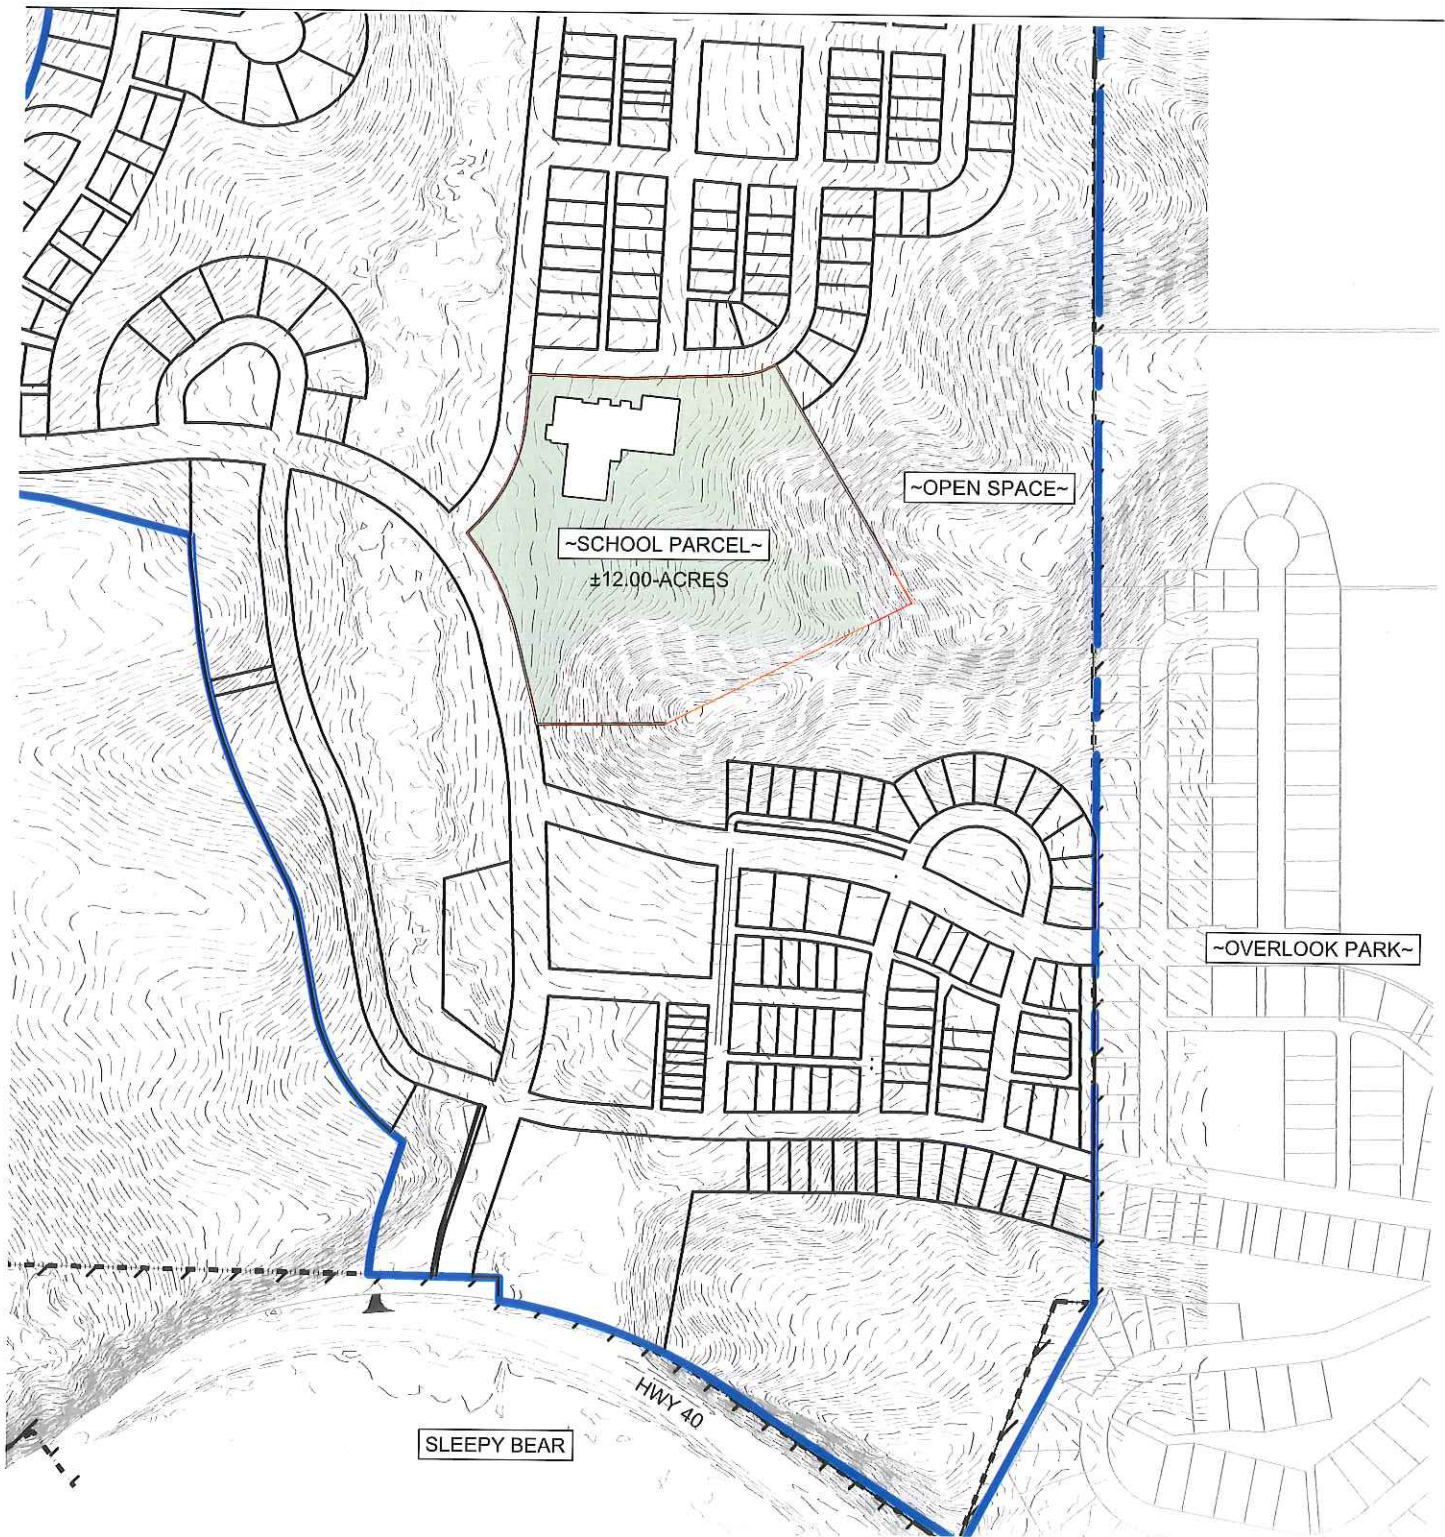 ~OPEN SPACE~
~SCHOOL PARCEL~
±12.00-ACRES
~OVERLOOK PARK~
HWY 40
SLEEPY BEAR